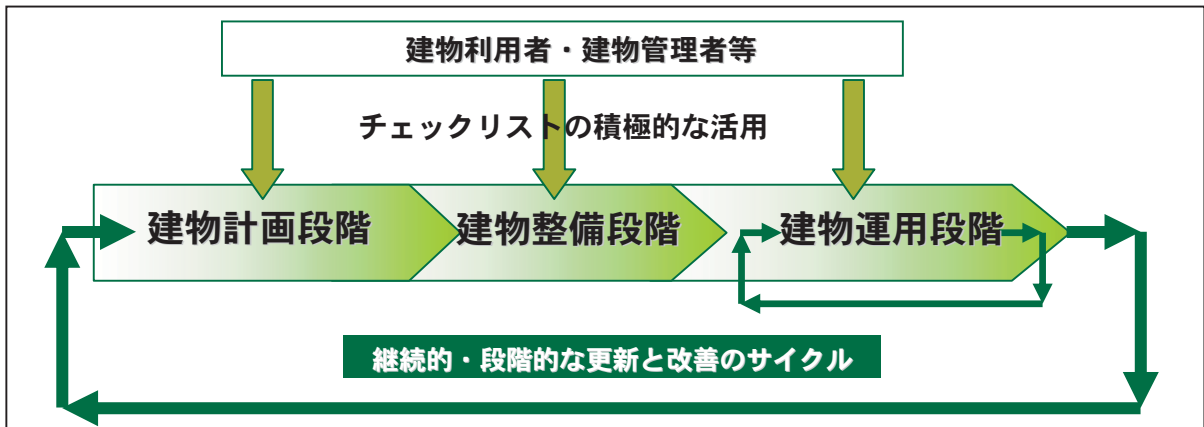 建物利用者・建物管理者等
チェックリストの積極的な活用
建物計画段階
建物整備段階
建物運用段階
継続的・段階的な更新と改善のサイクル